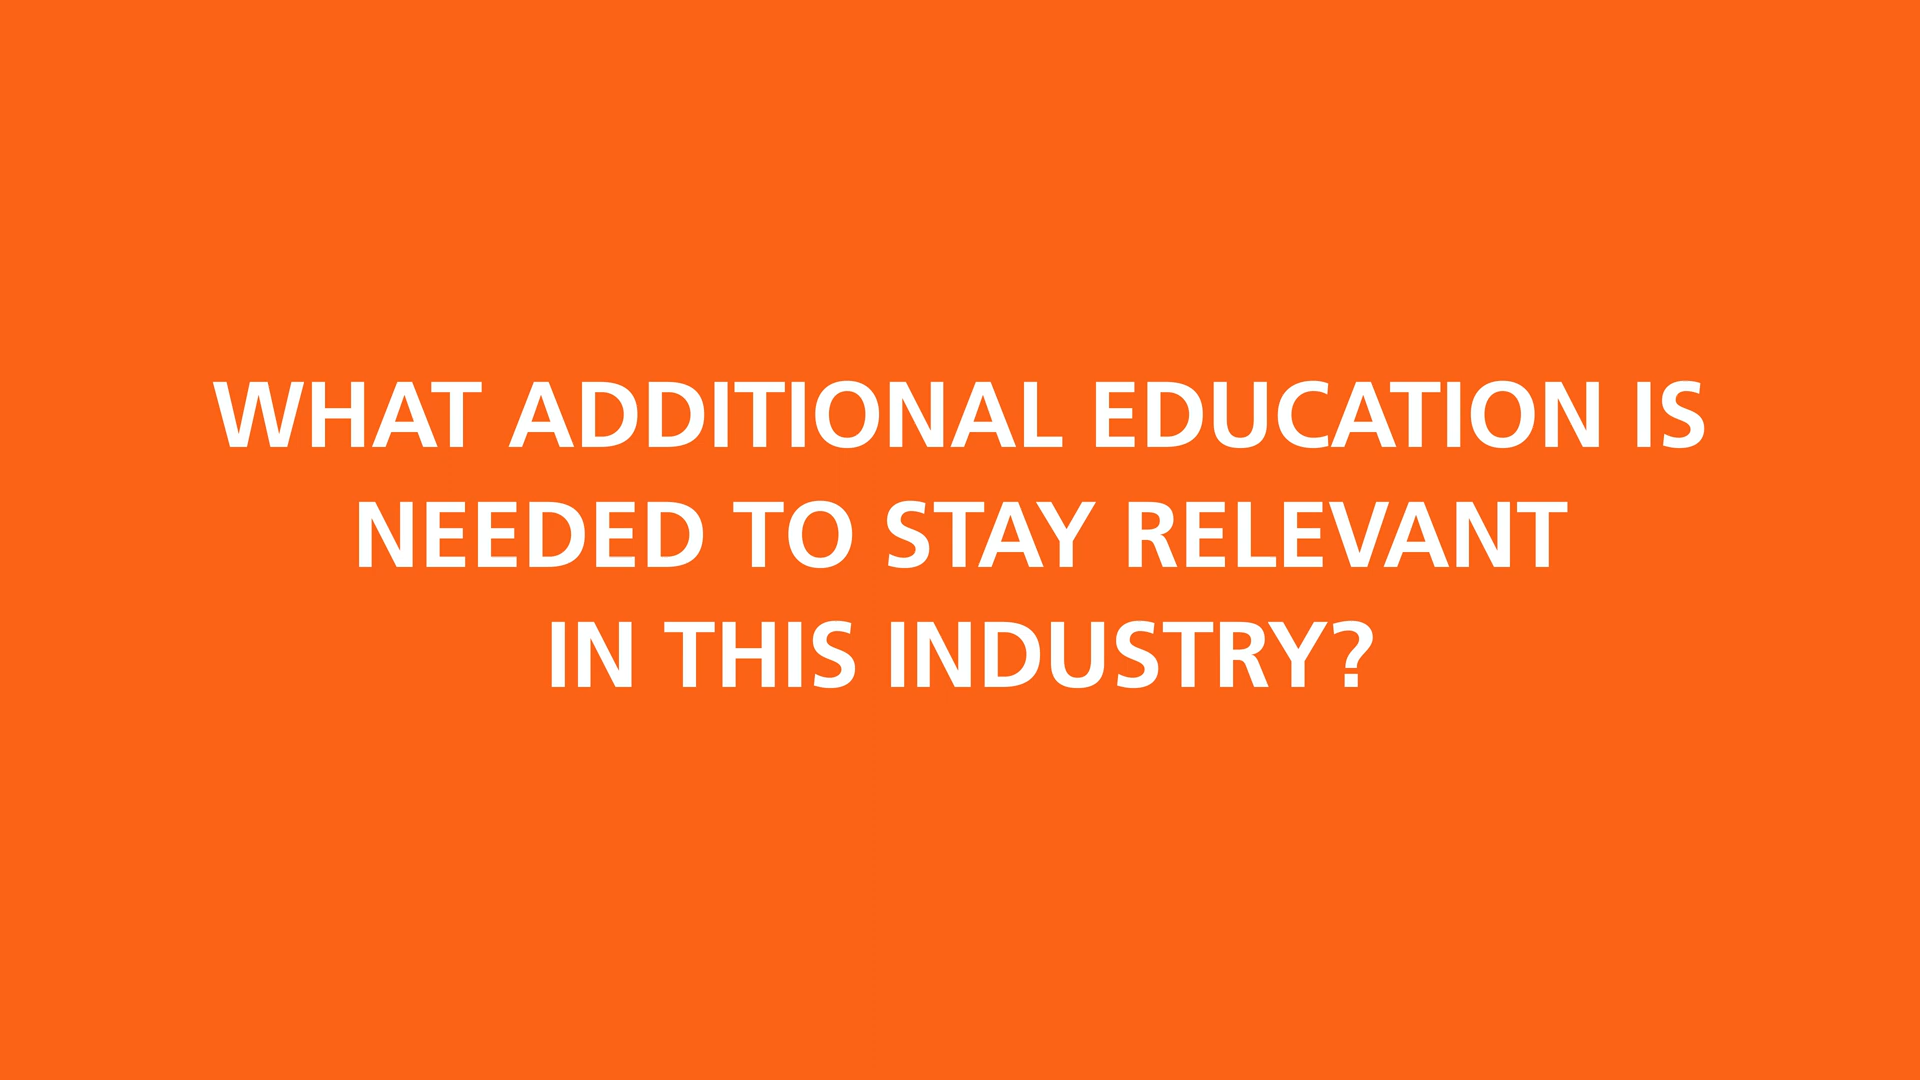 WHAT ADDITIONAL EDUCATION IS
NEEDED TO STAY RELEVANT
IN THIS INDUSTRY?